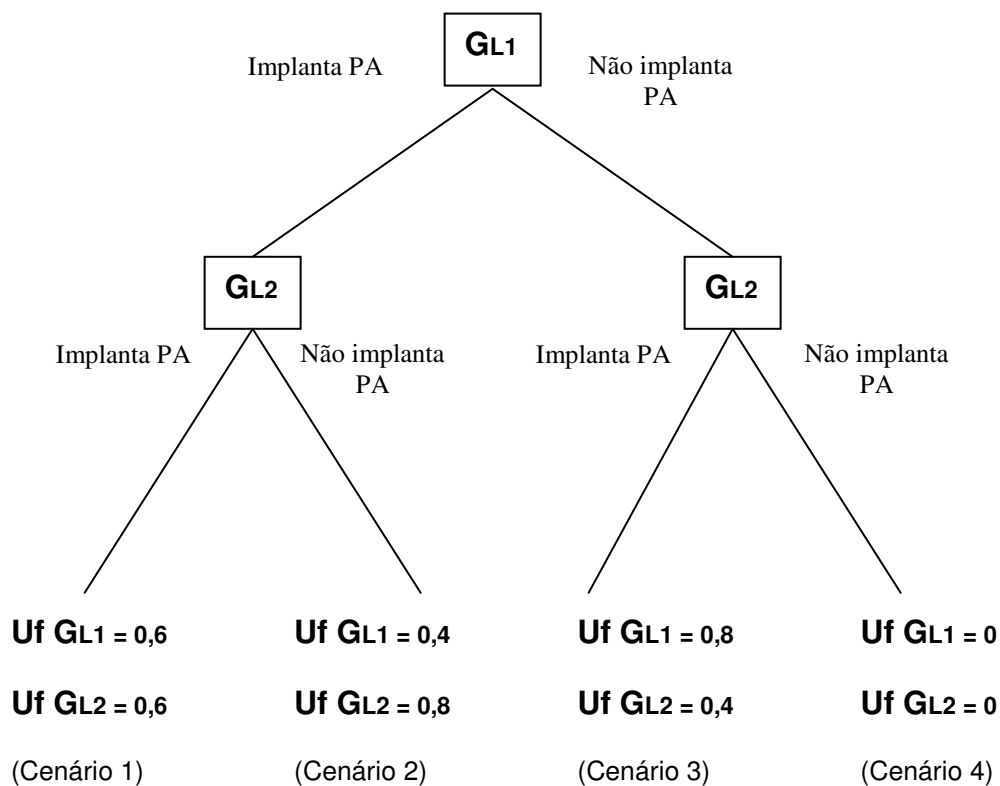 GL1
Implanta PA
Não implanta
PA
GL2
GL2
Implanta PA
Não implanta
PA
Implanta PA
Não implanta
PA
Uf GL1 = 0,6
Uf GL1 = 0,4
Uf GL1 = 0,8
Uf GL1 = 0
Uf GL2 = 0,6
Uf GL2 = 0,8
Uf GL2 = 0,4
Uf GL2 = 0
(Cenário 1)
(Cenário 2)
(Cenário 3)
(Cenário 4)